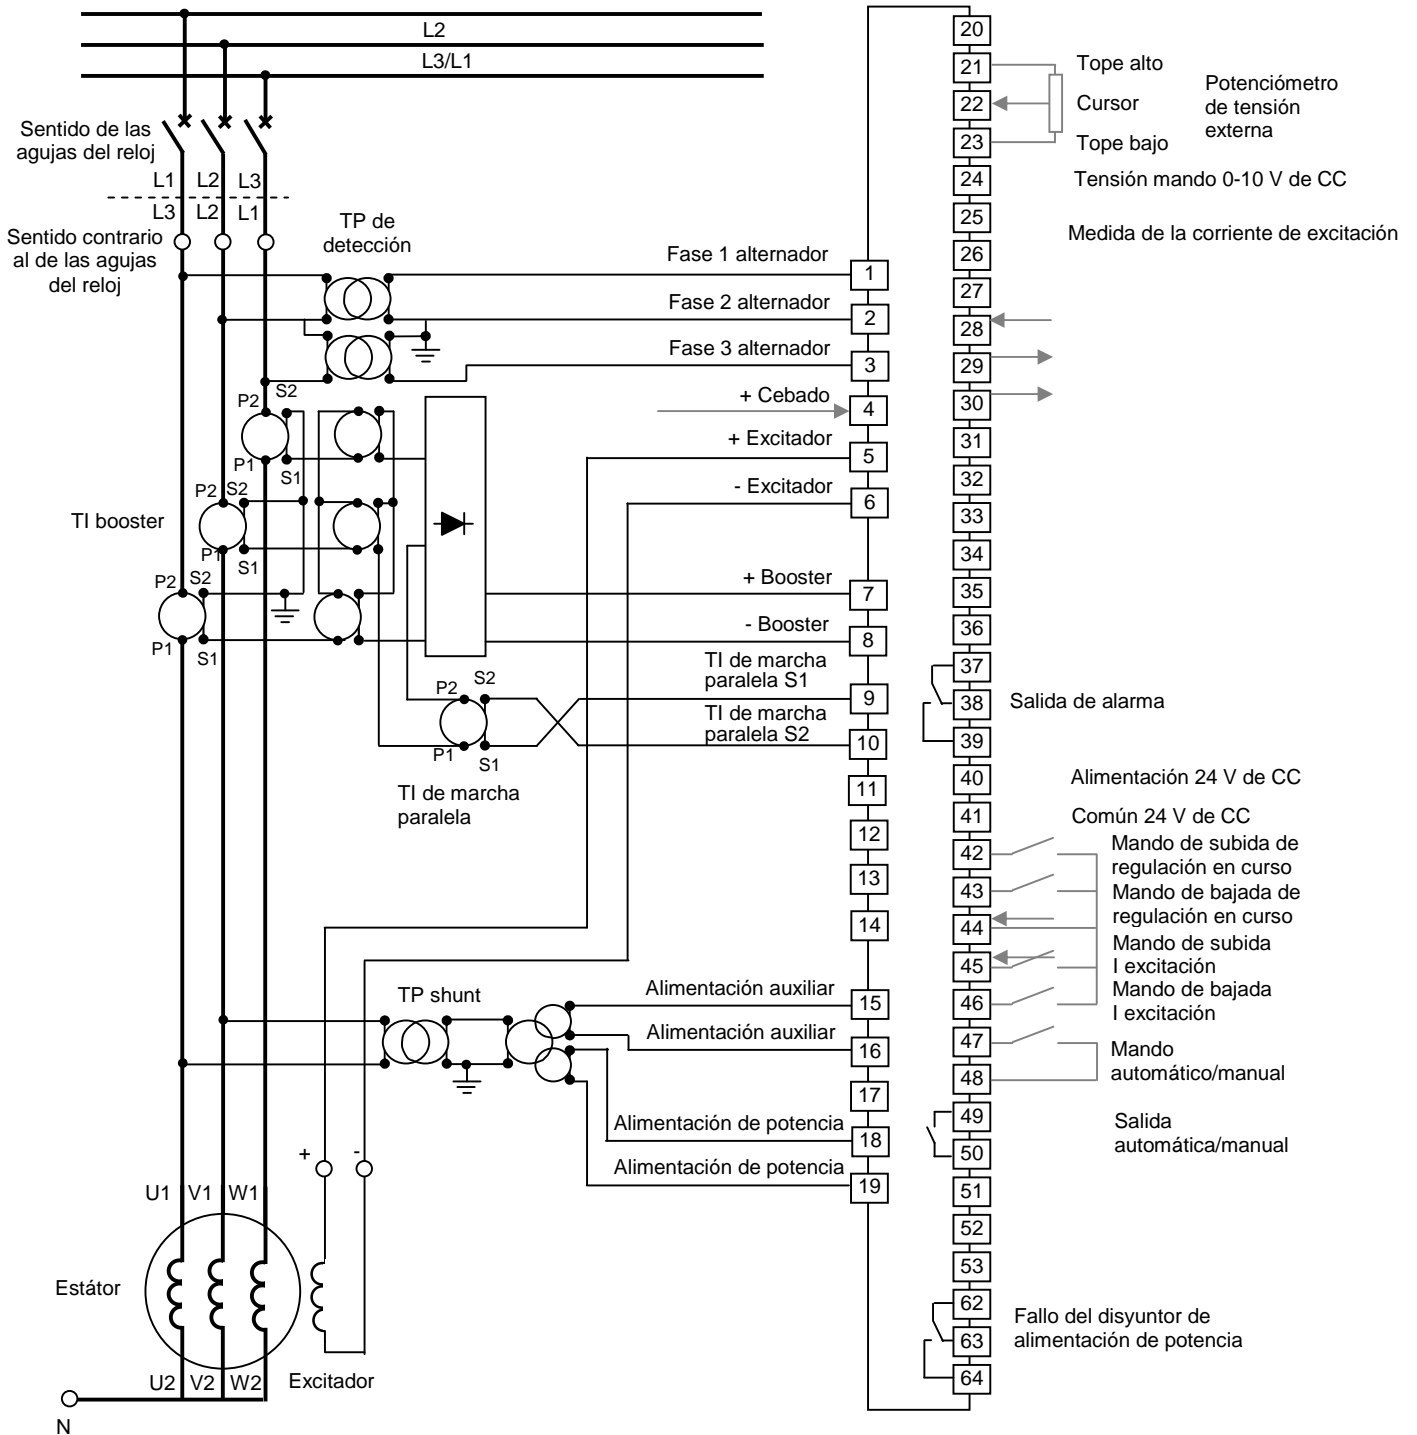 L2
L3/L1
Sentido de las
agujas del reloj
L1 L2 L3
L3 L2 L1
Sentido contrario
al de las agujas
del reloj
TP de
detección
Fase 1 alternador
Fase 2 alternador
Fase 3 alternador
+ Cebado
+ Excitador
- Excitador
P2 S2
P1 S1
P2 S2
P1 S1
TI booster
P2 S2
P1 S1
+ Booster
- Booster
TI de marcha
paralela S1
TI de marcha
paralela S2
P2 S2
P1 S1
TI de marcha
paralela
TP shunt
Alimentación auxiliar
Alimentación auxiliar
Alimentación de potencia
Alimentación de potencia
+ -
U1 V1 W1
Estátor
U2 V2 W2
Excitador
N
1
2
3
4
5
6
7
8
9
10
11
12
13
14
15
16
17
18
19
20
21
22
23
24
25
26
27
28
29
30
31
32
33
34
35
36
37
38
39
40
41
42
43
44
45
46
47
48
49
50
51
52
53
62
63
64
Tope alto
Cursor
Tope bajo
Potenciómetro
de tensión
externa
Tensión mando 0-10 V de CC
Medida de la corriente de excitación
Salida de alarma
Alimentación 24 V de CC
Común 24 V de CC
Mando de subida de
regulación en curso
Mando de bajada de
regulación en curso
Mando de subida
I excitación
Mando de bajada
I excitación
Mando
automático/manual
Salida
automática/manual
Fallo del disyuntor de
alimentación de potencia